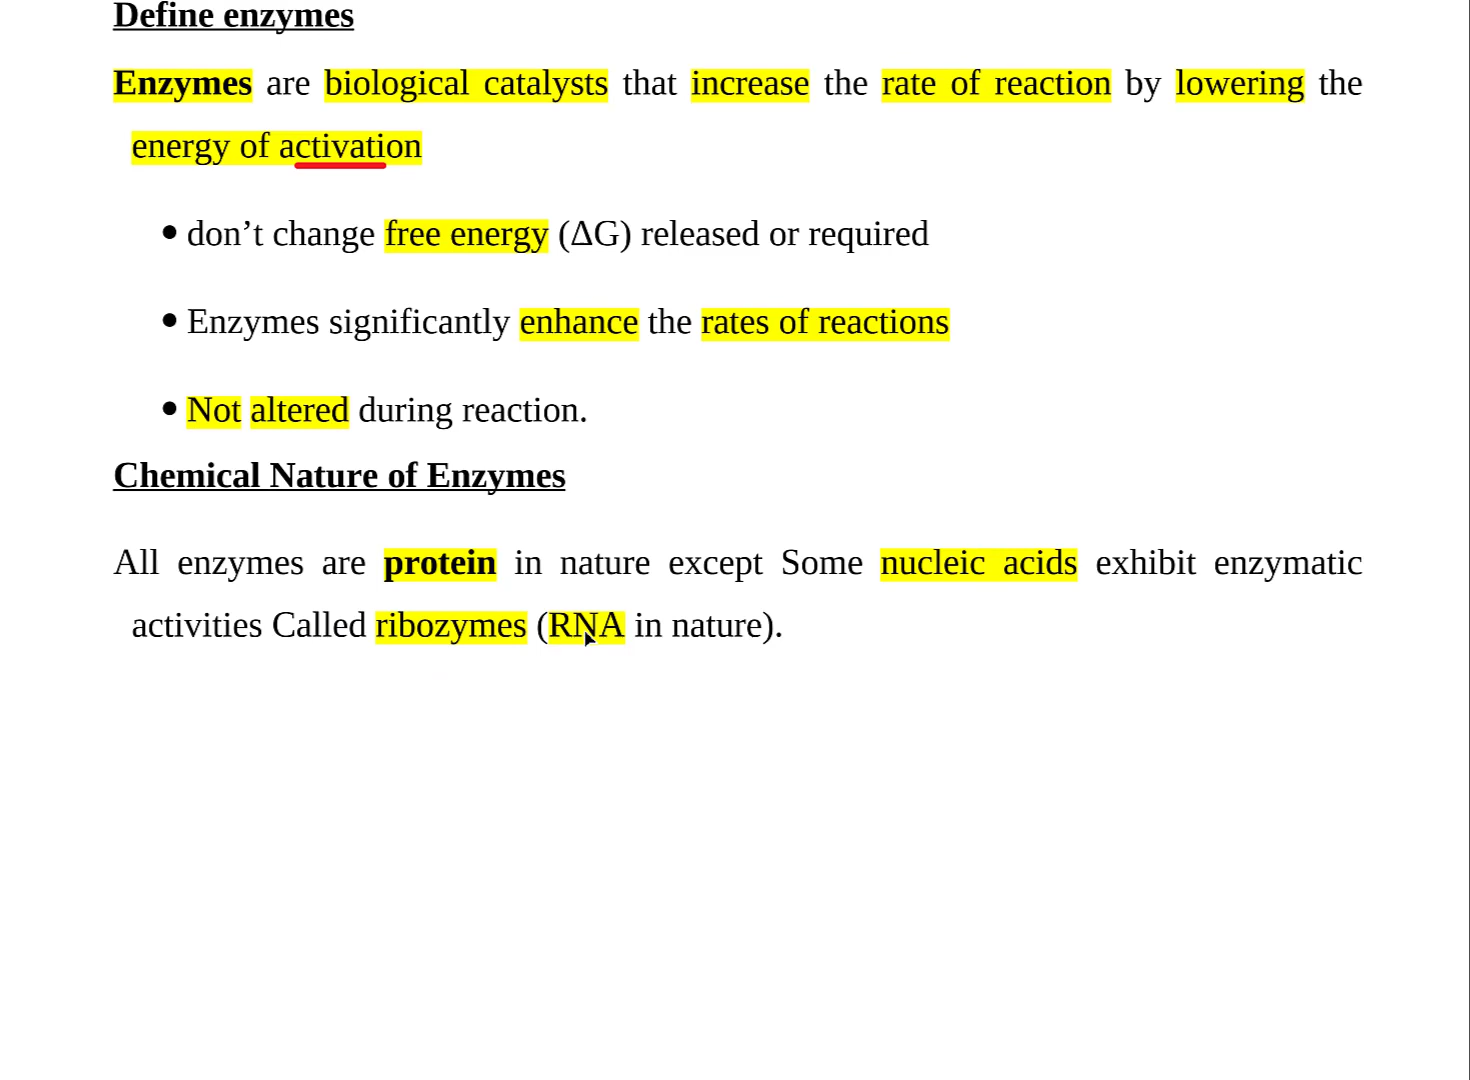 Define enzymes
Enzymes are biological catalysts that increase the rate of reaction by lowering the
energy of activation
• don’t change free energy (ΔG) released or required
• Enzymes significantly enhance the rates of reactions
• Not altered during reaction.
Chemical Nature of Enzymes
All enzymes are protein in nature except Some nucleic acids exhibit enzymatic
activities Called ribozymes (RNA in nature).